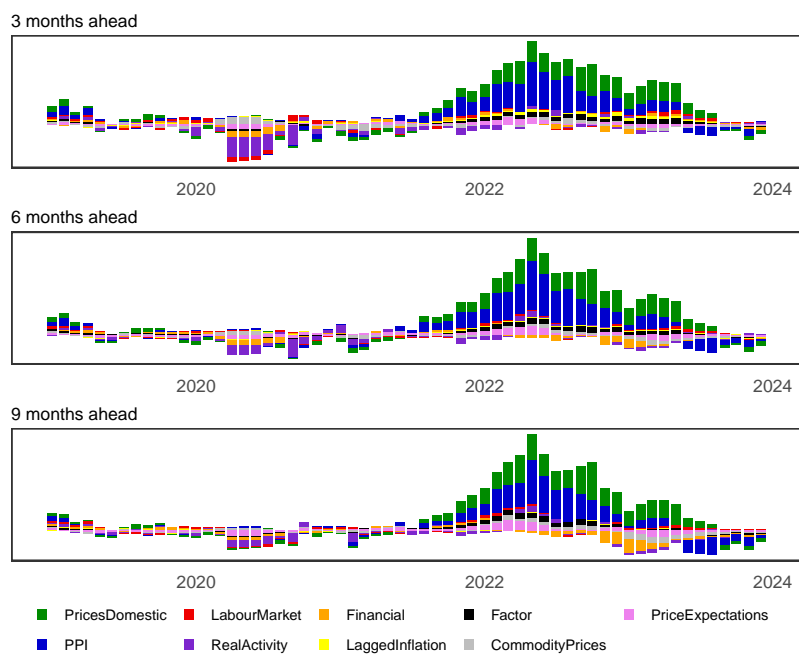 3 months ahead
2020 2022 2024
6 months ahead
2020 2022 2024
9 months ahead
2020 2022 2024
PricesDomestic LabourMarket Financial Factor PriceExpectations
PPI RealActivity LaggedInflation CommodityPrices